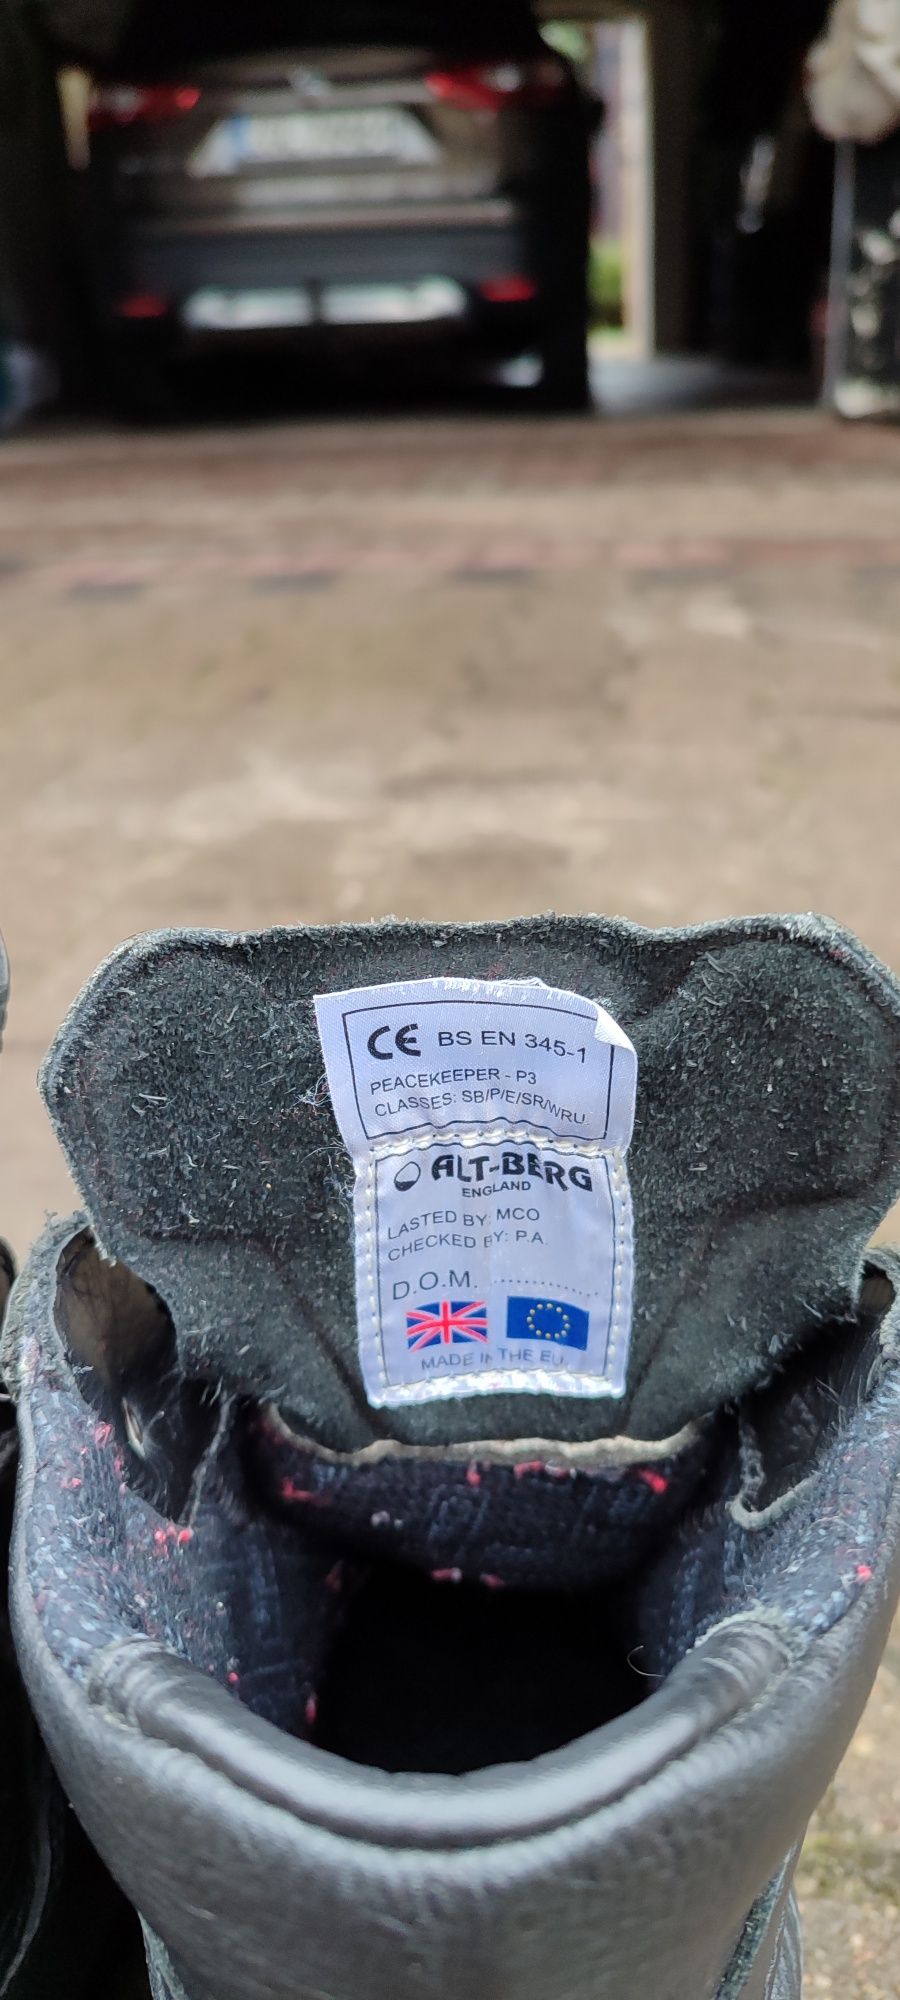 CE BS EN 345-1
PEACEKEEPER - P3
CLASSES: SB/P/E/SR/WRU
ALT-BERG
ENGLAND
LASTED BY: MCO
CHECKED BY: P.A.
D.O.M. ............
MADE IN THE EU